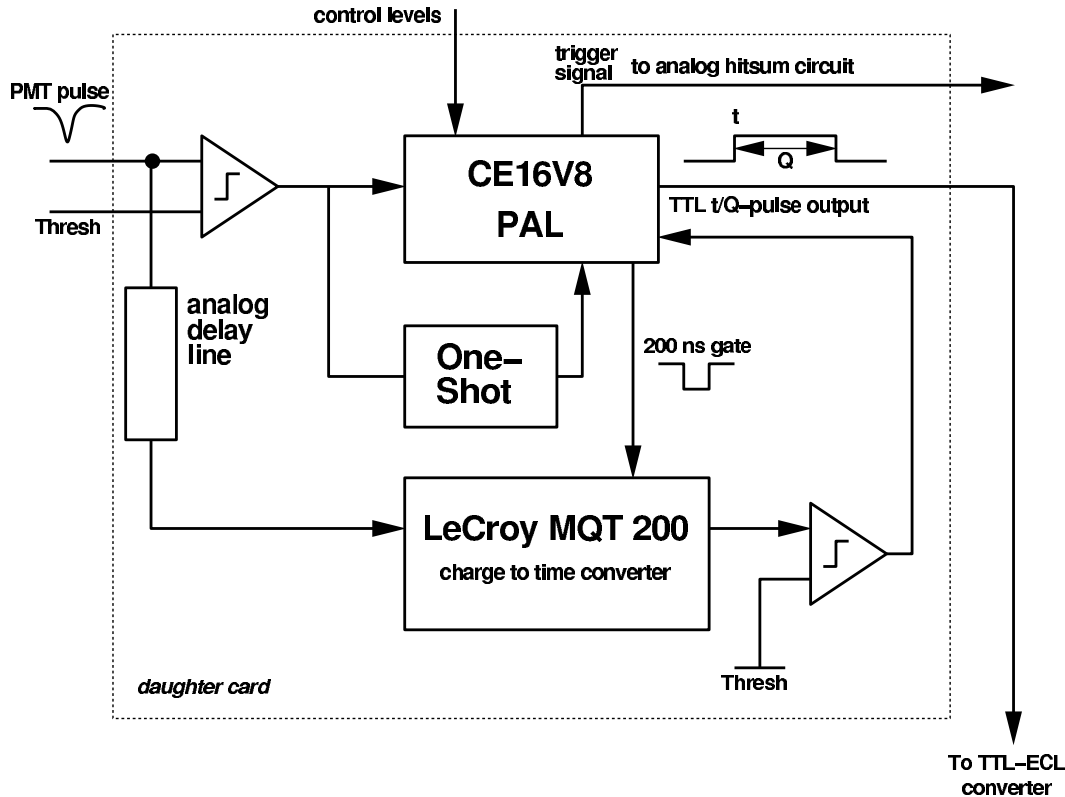 control levels
trigger
signal
to analog hitsum circuit
PMT pulse
t
Q
CE16V8
PAL
TTL t/Q–pulse output
Thresh
analog
delay
line
One–
Shot
200 ns gate
LeCroy MQT 200
charge to time converter
daughter card
Thresh
To TTL–ECL
converter